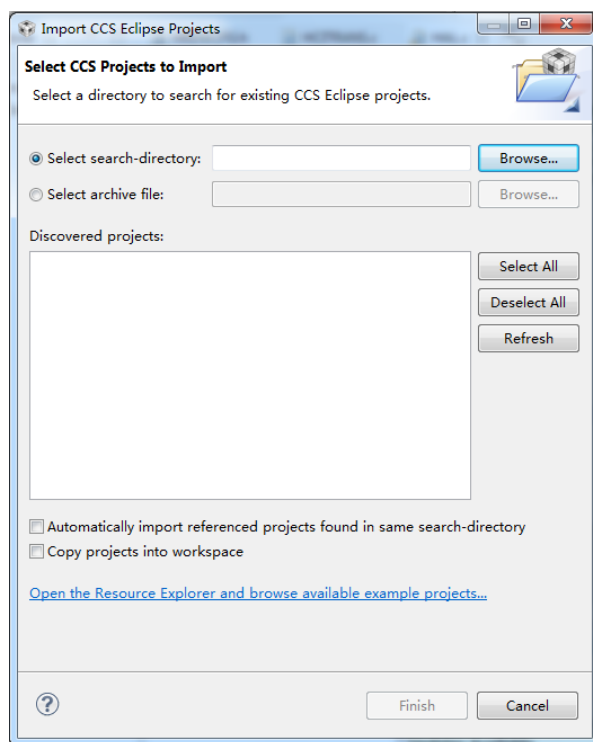 Import CCS Eclipse Projects
Select CCS Projects to Import
Select a directory to search for existing CCS Eclipse projects.
Select search-directory: Browse...
Select archive file: Browse...
Discovered projects:
Select All
Deselect All
Refresh
Automatically import referenced projects found in same search-directory
Copy projects into workspace
Open the Resource Explorer and browse available example projects...
? Finish Cancel